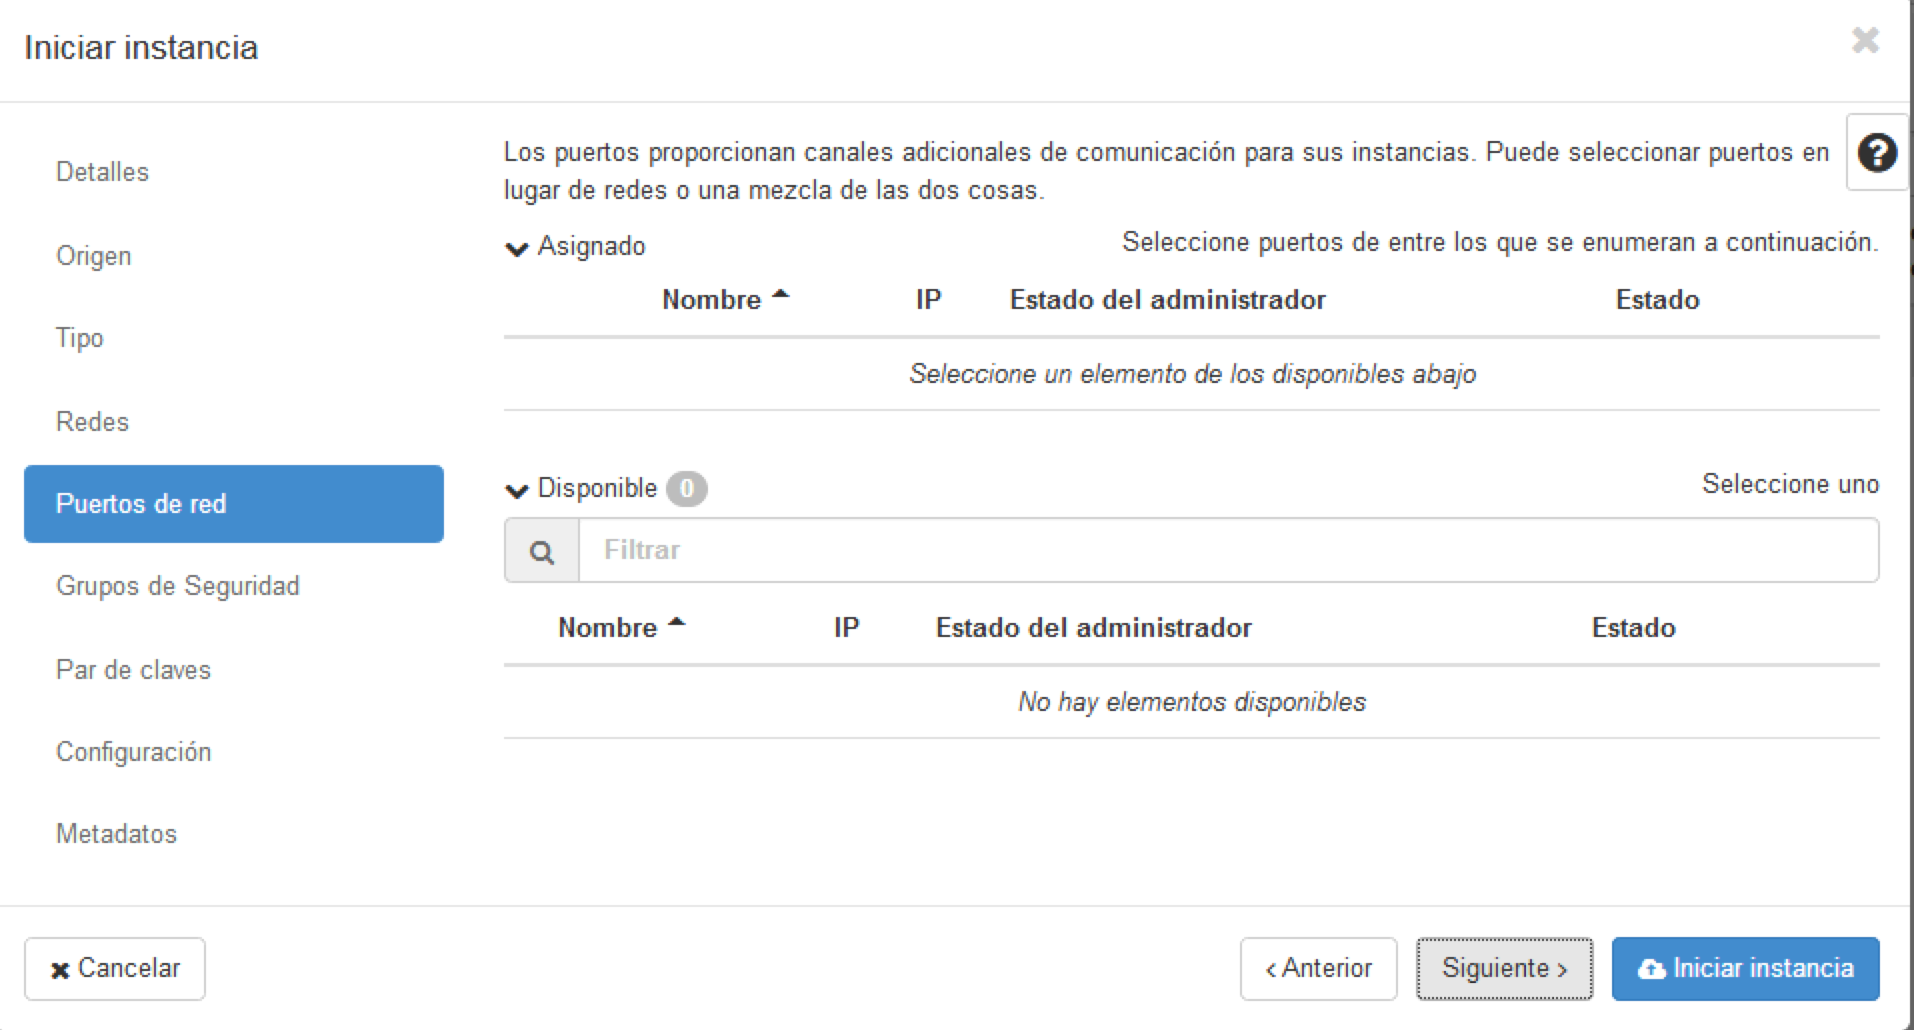 Iniciar instancia
Detalles
Origen
Tipo
Redes
Puertos de red
Grupos de Seguridad
Par de claves
Configuración
Metadatos
Los puertos proporcionan canales adicionales de comunicación para sus instancias. Puede seleccionar puertos en
lugar de redes o una mezcla de las dos cosas.
Asignado
Seleccione puertos de entre los que se enumeran a continuación.
Nombre IP Estado del administrador Estado
Seleccione un elemento de los disponibles abajo
Disponible 0
Seleccione uno
Filtrar
Nombre IP Estado del administrador Estado
No hay elementos disponibles
Cancelar
< Anterior
Siguiente >
Iniciar instancia